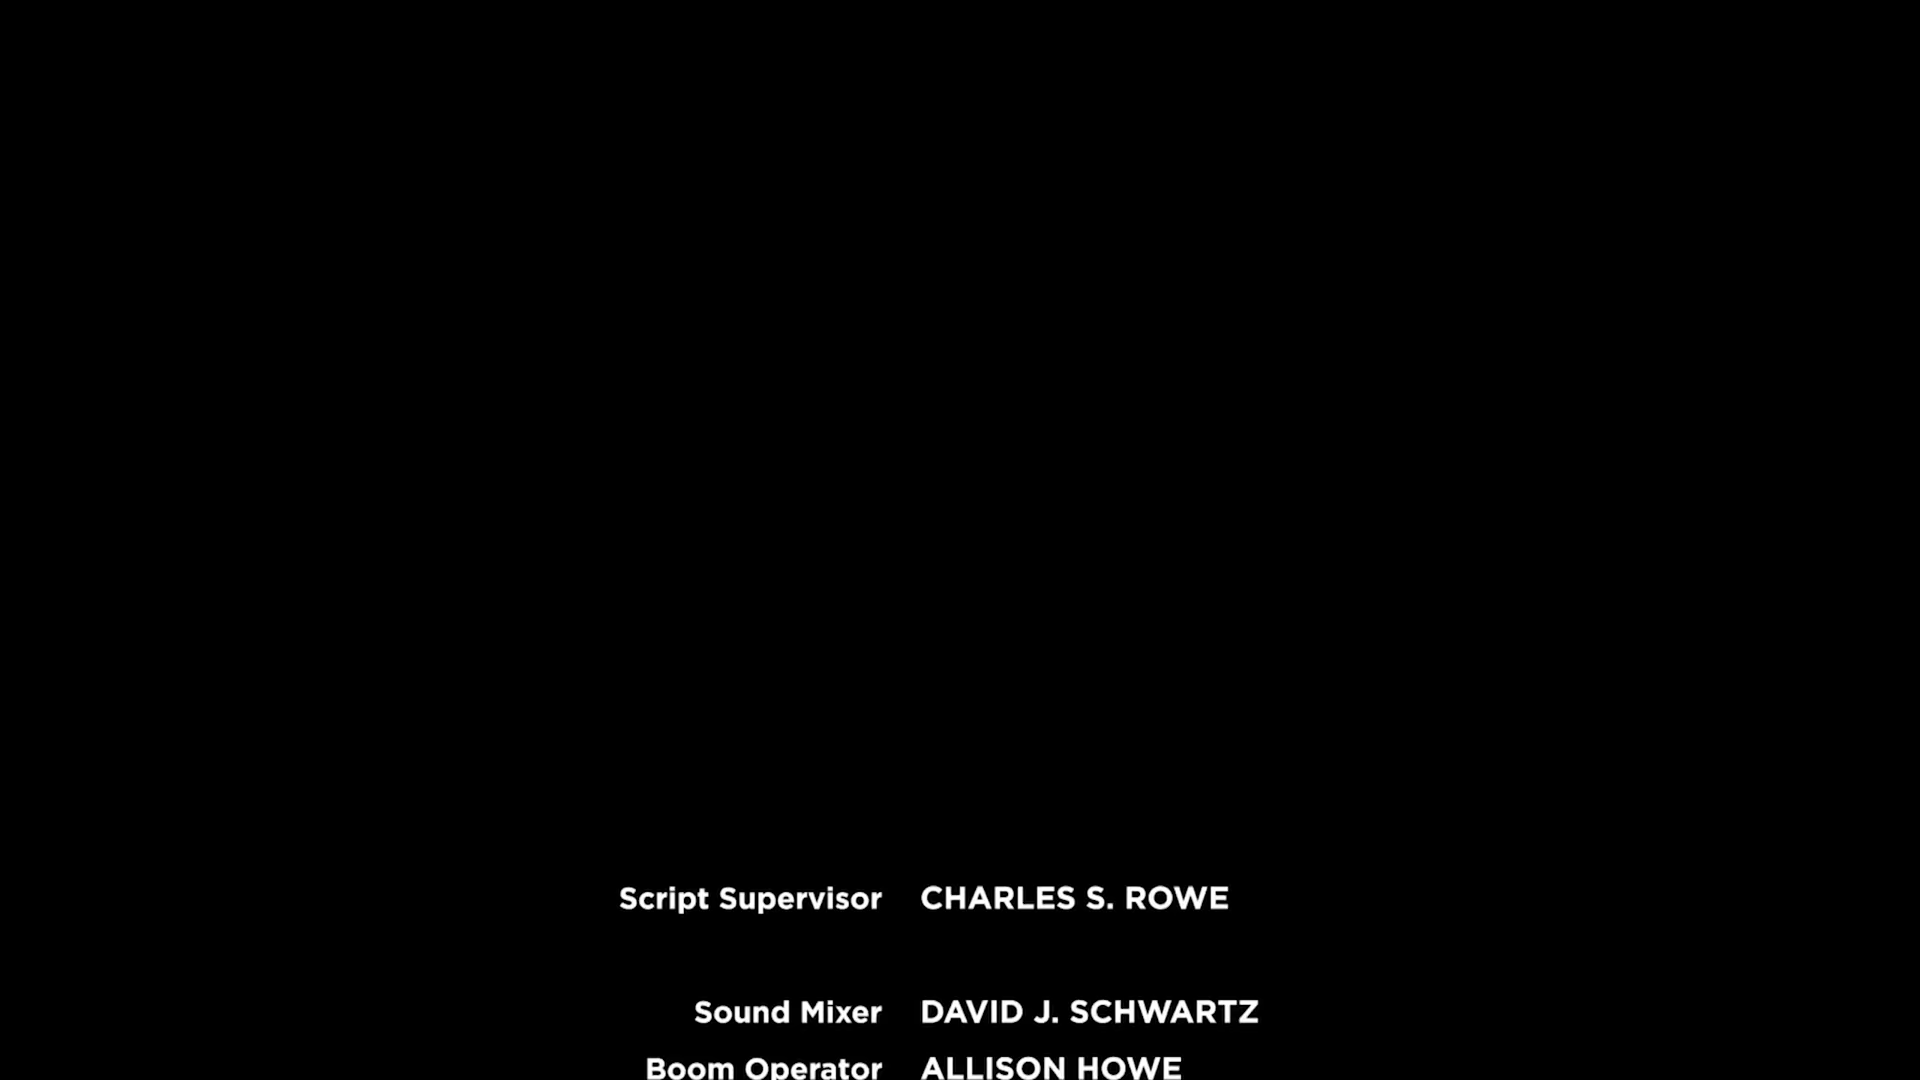 Script Supervisor CHARLES S. ROWE
Sound Mixer DAVID J. SCHWARTZ
Boom Operator ALLISON HOWE